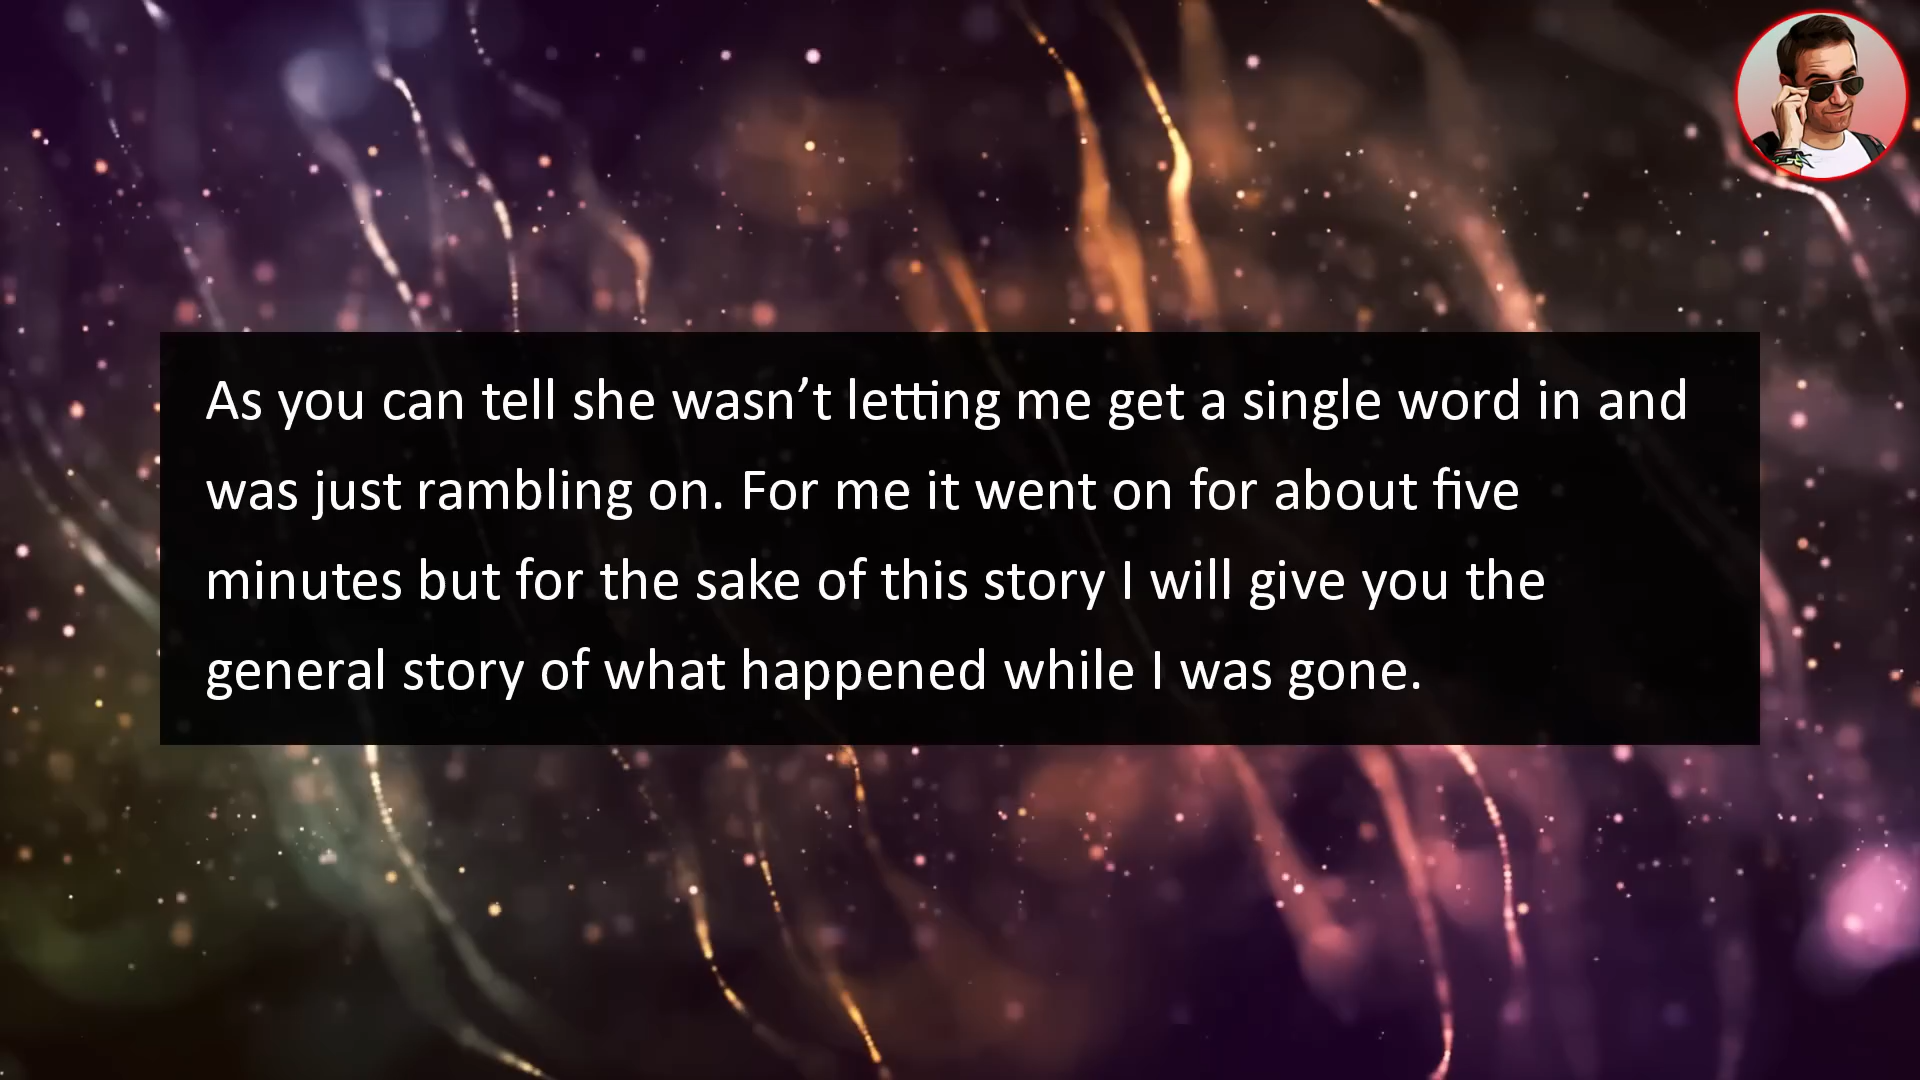 As you can tell she wasn’t letting me get a single word in and
was just rambling on. For me it went on for about five
minutes but for the sake of this story I will give you the
general story of what happened while I was gone.